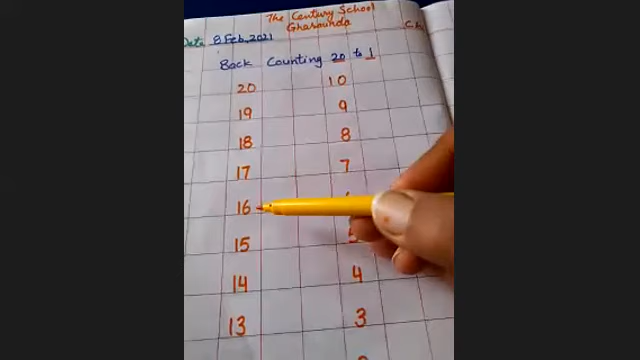 The Century School
Gharaunda
Date 8 Feb, 2021
Back Counting 20 to 1
20 10
19 9
18 8
17 7
16
15 5
14 4
13 3